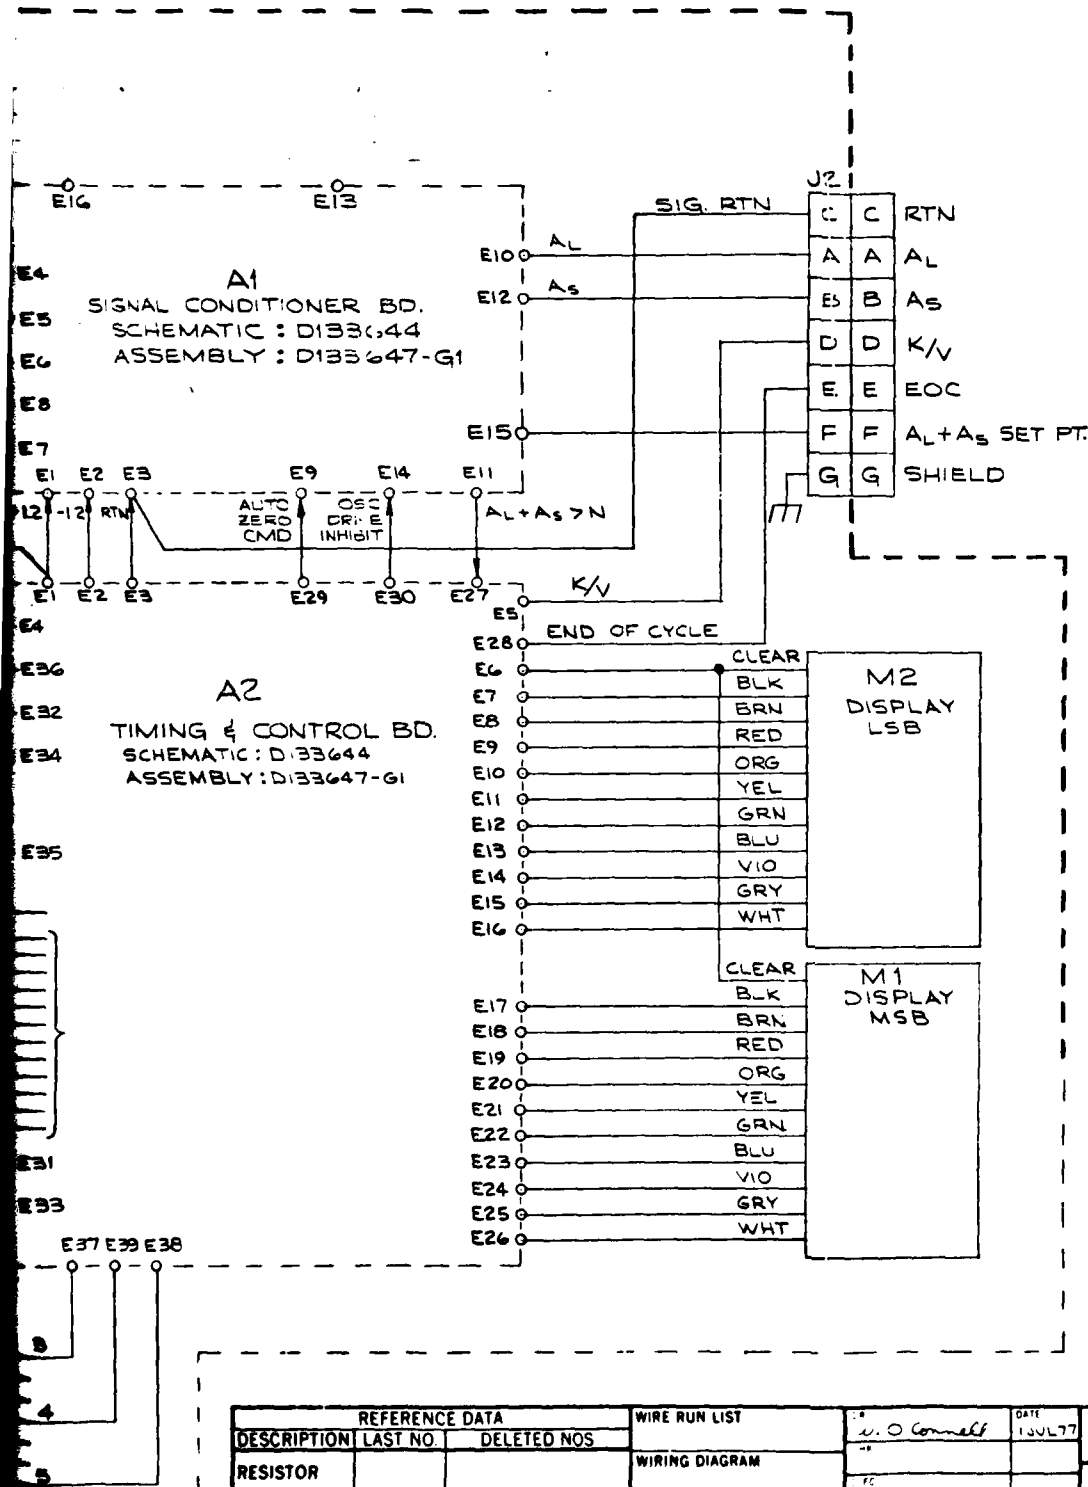 E16
E13
J2
SIG. RTN
C C RTN
E10 AL
A A AL
E4
A1
E12 AS
B AS
SIGNAL CONDITIONER BD.
E5
SCHEMATIC : D133644
D D K/V
E6
ASSEMBLY : D133647-G1
E E EOC
E8
E15
F F AL+AS SET PT.
E7
G G SHIELD
E1 E2 E3 E9 E14 E11
12 -12 RTN
AUTO ZERO CMD
OSC DRIVE INHIBIT
AL+AS > N
E1 E2 E3 E29 E30 E27
K/V
E5
E4
E28 END OF CYCLE
E36
E6 CLEAR
M2
DISPLAY
LSB
E7 BLK
A2
E32
E8 BRN
TIMING & CONTROL BD.
E34
E9 RED
SCHEMATIC: D133644
E10 ORG
ASSEMBLY: D133647-G1
E11 YEL
E12 GRN
E35
E13 BLU
E14 VIO
E15 GRY
E16 WHT
CLEAR
M1
DISPLAY
MSB
E17 BLK
E18 BRN
E19 RED
E20 ORG
E21 YEL
E22 GRN
E31
E23 BLU
E24 VIO
E33
E25 GRY
E26 WHT
E37 E39 E38
3
4
5
REFERENCE DATA
DESCRIPTION LAST NO. DELETED NOS
RESISTOR
WIRE RUN LIST
WIRING DIAGRAM
O Connell
DATE
1 JUL 77